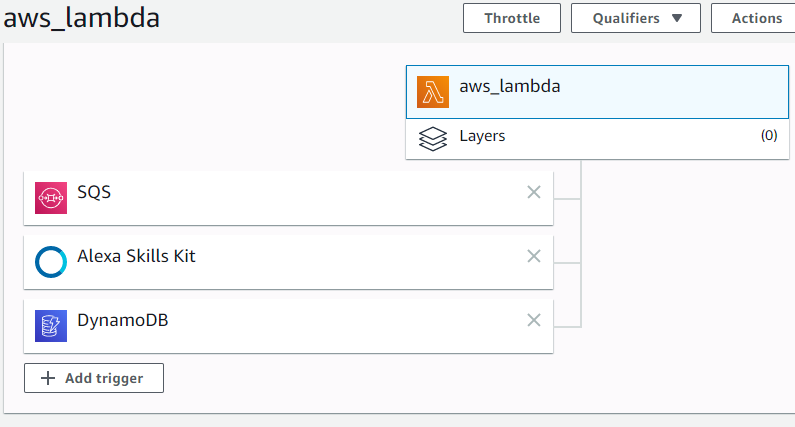 aws_lambda
Throttle
Qualifiers
Actions
aws_lambda
Layers (0)
SQS
Alexa Skills Kit
DynamoDB
Add trigger